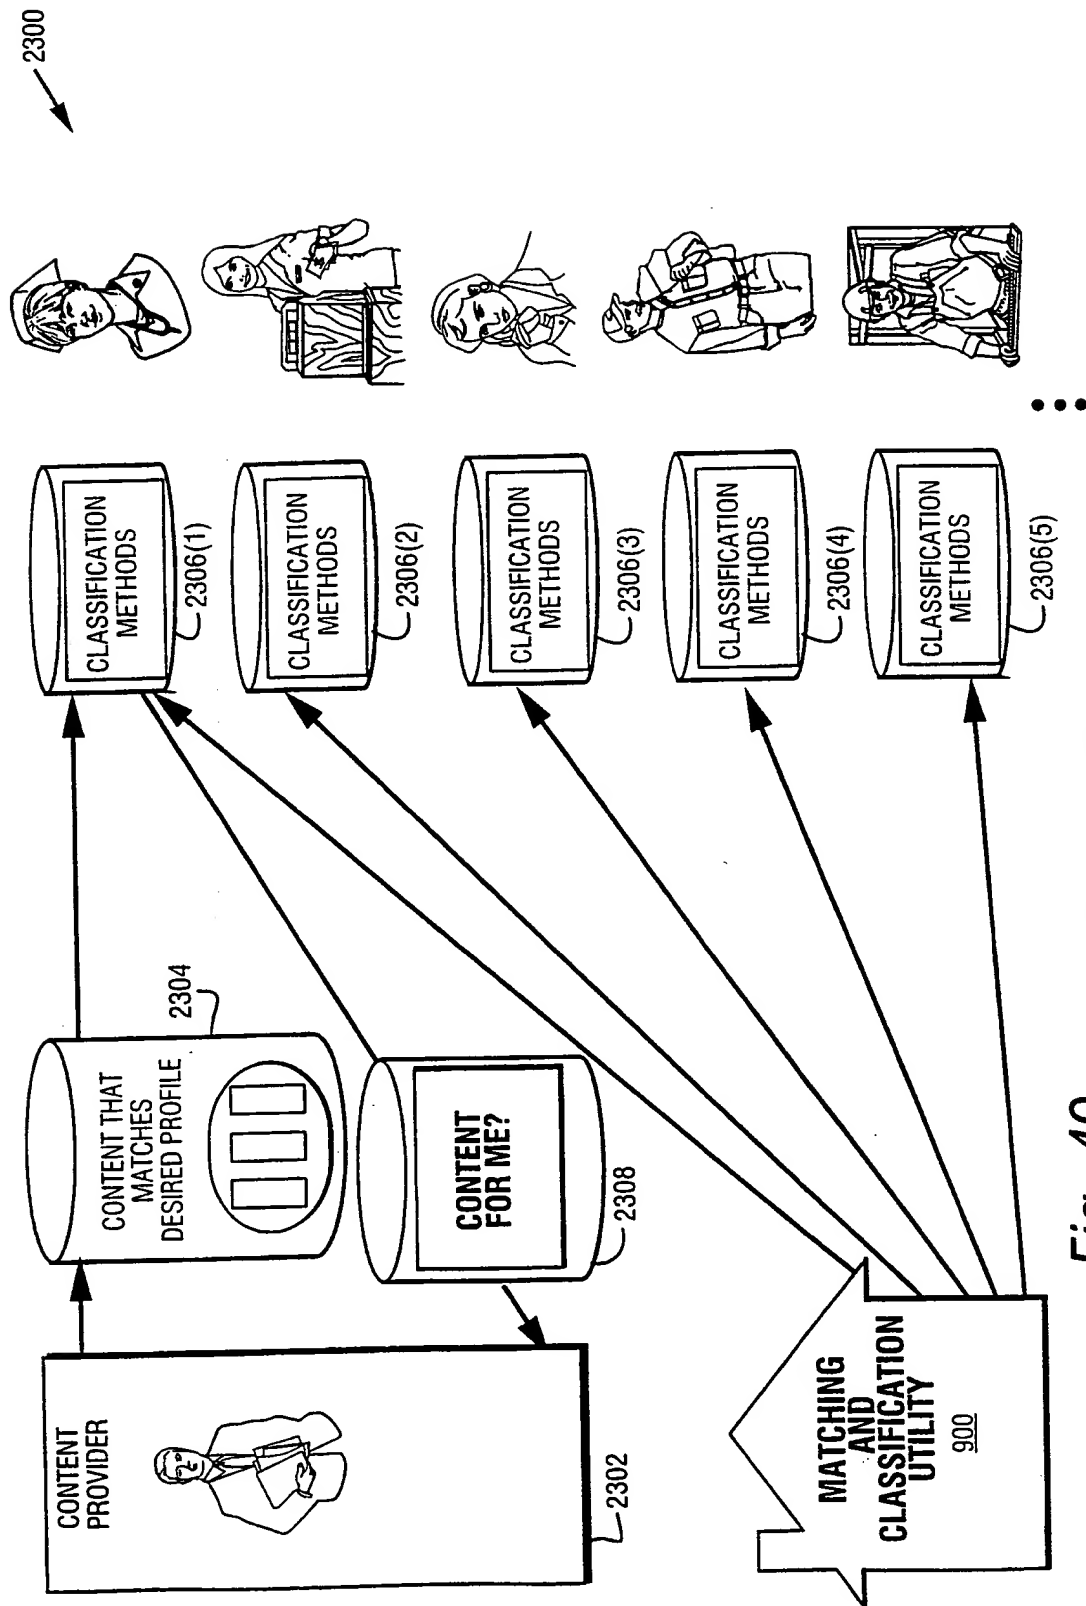 2300
CONTENT
PROVIDER
2302
CONTENT THAT
MATCHES
DESIRED PROFILE
2304
CONTENT
FOR ME?
2308
CLASSIFICATION
METHODS
2306(1)
CLASSIFICATION
METHODS
2306(2)
CLASSIFICATION
METHODS
2306(3)
CLASSIFICATION
METHODS
2306(4)
CLASSIFICATION
METHODS
2306(5)
MATCHING
AND
CLASSIFICATION
UTILITY
900